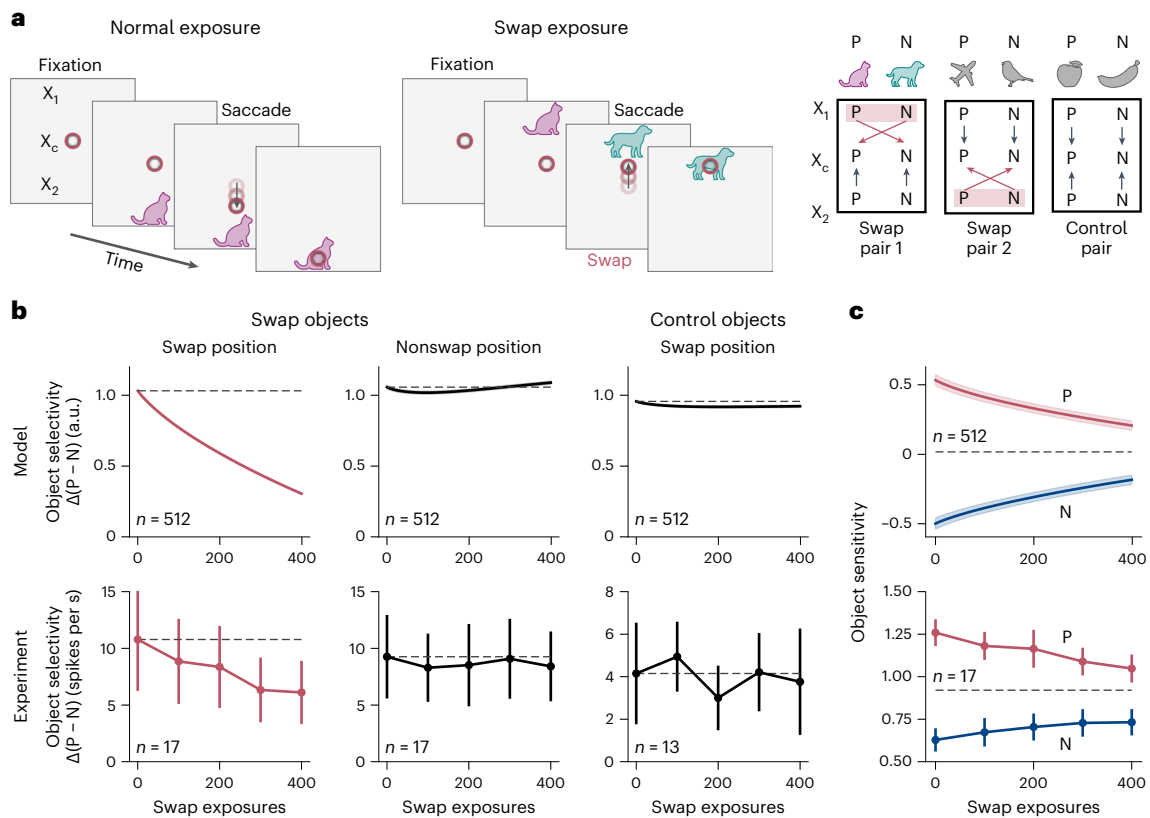 a
Normal exposure
Swap exposure
Fixation
X1
Xc
X2
Saccade
Time
Fixation
Saccade
Swap
P N P N P N
X1
Xc
X2
P N
P N
P N
P N
P N
P N
P N
P N
P N
Swap
pair 1
Swap
pair 2
Control
pair
b
Swap objects
Control objects
Swap position
Nonswap position
Swap position
Model
Object selectivity
Δ(P − N) (a.u.)
1.0
0.5
0
n = 512
0 200 400
1.0
0.5
0
n = 512
0 200 400
1.0
0.5
0
n = 512
0 200 400
Experiment
Object selectivity
Δ(P − N) (spikes per s)
15
10
5
0
n = 17
0 200 400
Swap exposures
15
10
5
0
n = 17
0 200 400
Swap exposures
8
6
4
2
0
n = 13
0 200 400
Swap exposures
c
Object sensitivity
0.5
0
−0.5
P
n = 512
N
0 200 400
1.50
1.25
1.00
0.75
0.50
P
n = 17
N
0 200 400
Swap exposures